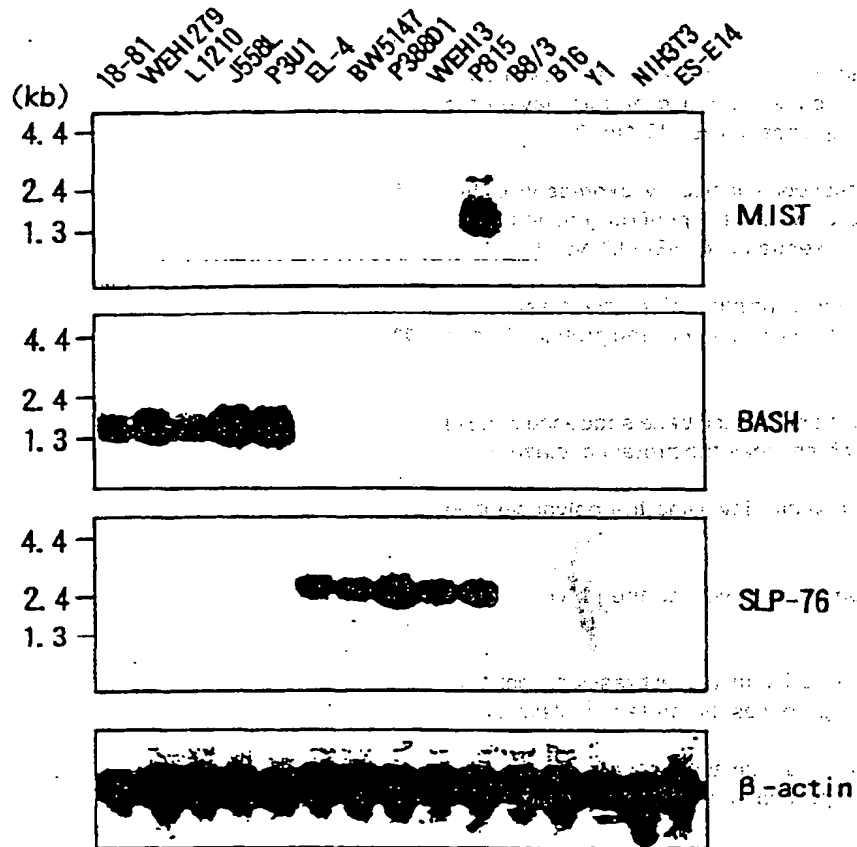 18-81 WEHI279 L1210 J558L P3U1 EL-4 BW5147 P388D1 WEHI3 P815 B8/3 B16 Y1 NIH3T3 ES-E14
(kb)
4.4
2.4
1.3
MIST
4.4
2.4
1.3
BASH
4.4
2.4
1.3
SLP-76
β-actin